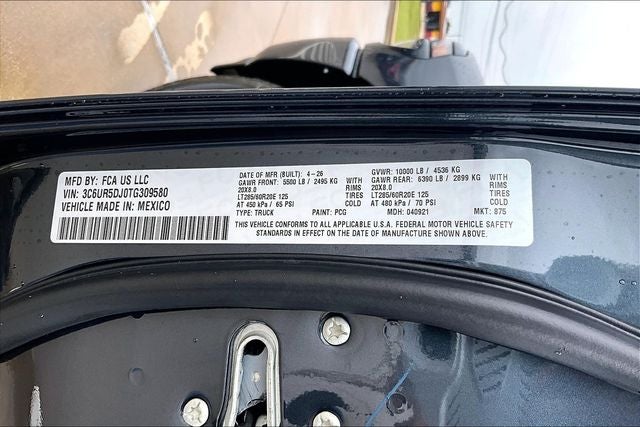 MFD BY: FCA US LLC
VIN: 3C6UR5DJ0TG309580
VEHICLE MADE IN: MEXICO
DATE OF MFR (BUILT): 4-26
GAWR FRONT: 5500 LB / 2495 KG WITH
20X8.0 RIMS
LT285/60R20E 125 TIRES
AT 450 kPa / 65 PSI COLD
TYPE: TRUCK PAINT: PCG
GVWR: 10000 LB / 4536 KG
GAWR REAR: 6390 LB / 2899 KG WITH
20X8.0 RIMS
LT285/60R20E 125 TIRES
AT 480 kPa / 70 PSI COLD
MDH: 040921 MKT: 875
THIS VEHICLE CONFORMS TO ALL APPLICABLE U.S.A. FEDERAL MOTOR VEHICLE SAFETY
STANDARDS IN EFFECT ON THE DATE OF MANUFACTURE SHOWN ABOVE.